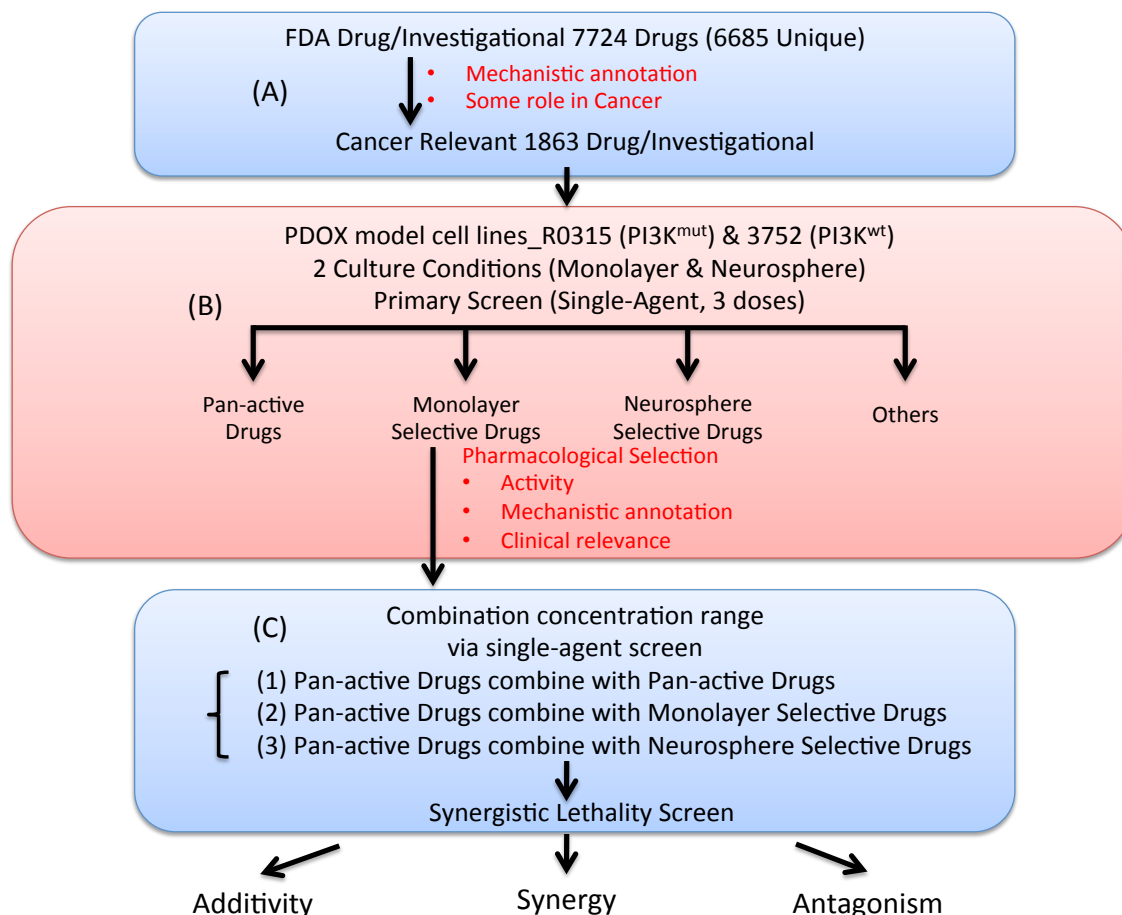 FDA Drug/Investigational 7724 Drugs (6685 Unique)
• Mechanistic annotation
(A)
• Some role in Cancer
Cancer Relevant 1863 Drug/Investigational
PDOX model cell lines_R0315 (PI3Kmut) & 3752 (PI3Kwt)
2 Culture Conditions (Monolayer & Neurosphere)
Primary Screen (Single-Agent, 3 doses)
(B)
Pan-active
Drugs
Monolayer
Selective Drugs
Neurosphere
Selective Drugs
Others
Pharmacological Selection
• Activity
• Mechanistic annotation
• Clinical relevance
(C)
Combination concentration range
via single-agent screen
(1) Pan-active Drugs combine with Pan-active Drugs
(2) Pan-active Drugs combine with Monolayer Selective Drugs
(3) Pan-active Drugs combine with Neurosphere Selective Drugs
Synergistic Lethality Screen
Additivity
Synergy
Antagonism